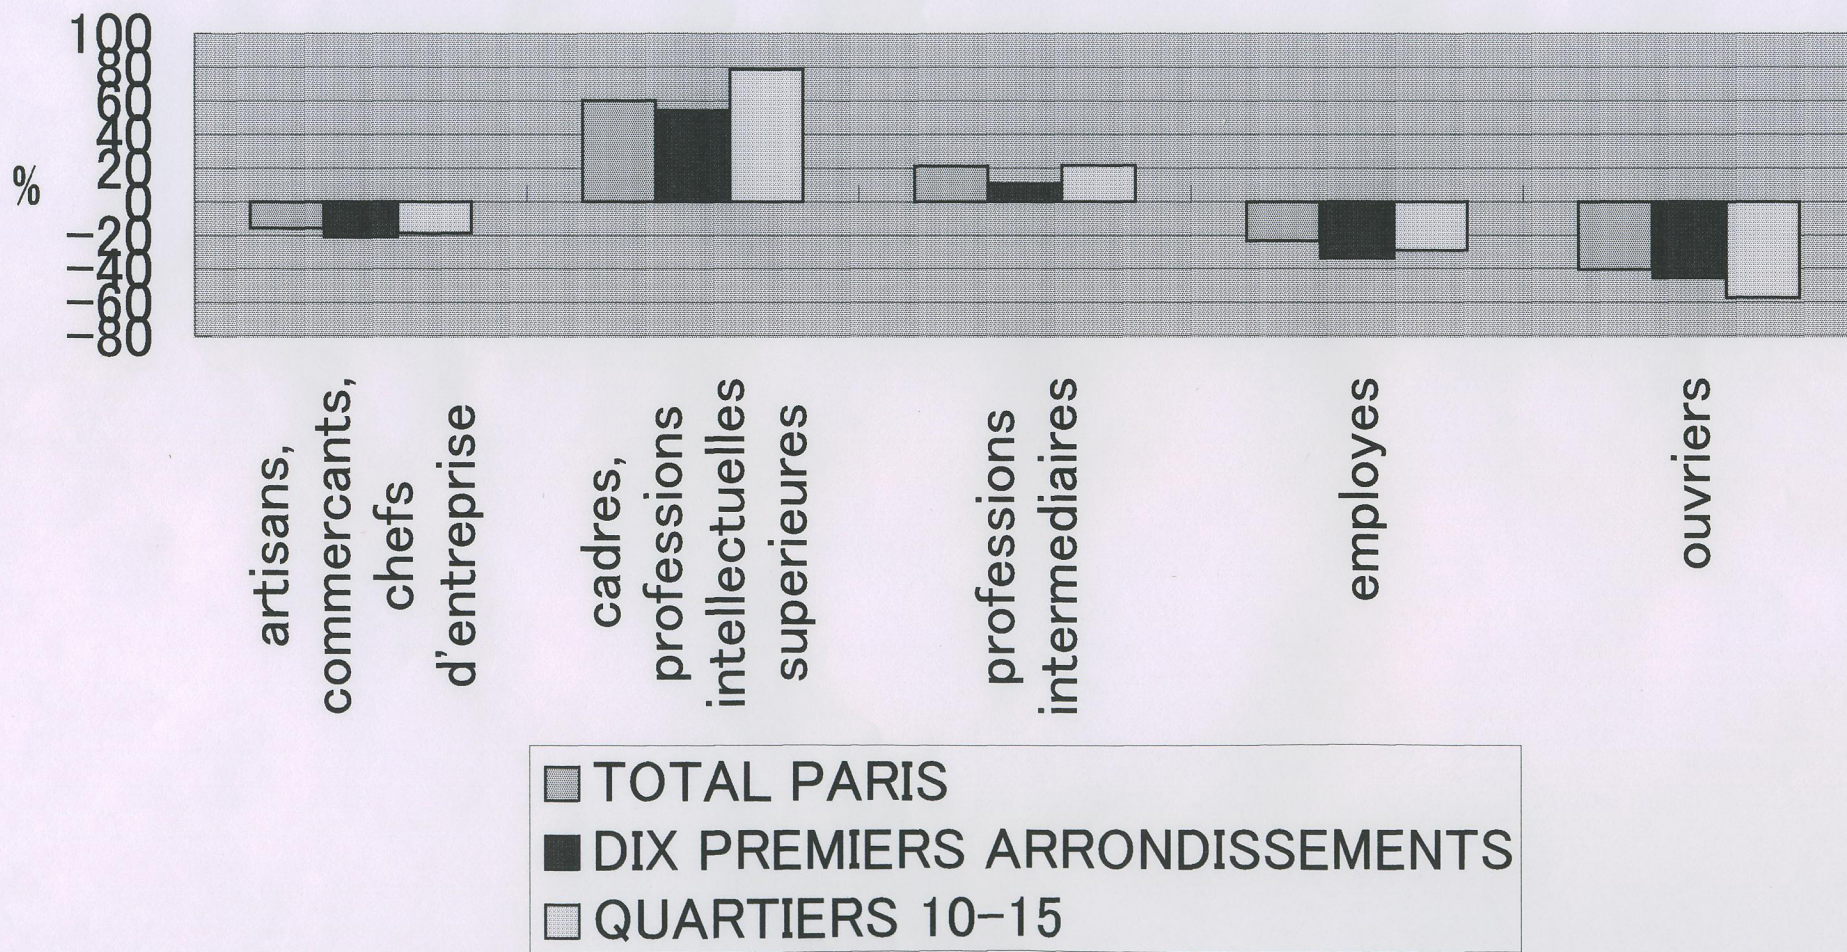 100
80
60
40
20
0
-20
-40
-60
-80
%
artisans,
commercants,
chefs
d'entreprise
cadres,
professions
intellectuelles
superieures
professions
intermediaires
employes
ouvriers
TOTAL PARIS
DIX PREMIERS ARRONDISSEMENTS
QUARTIERS 10-15